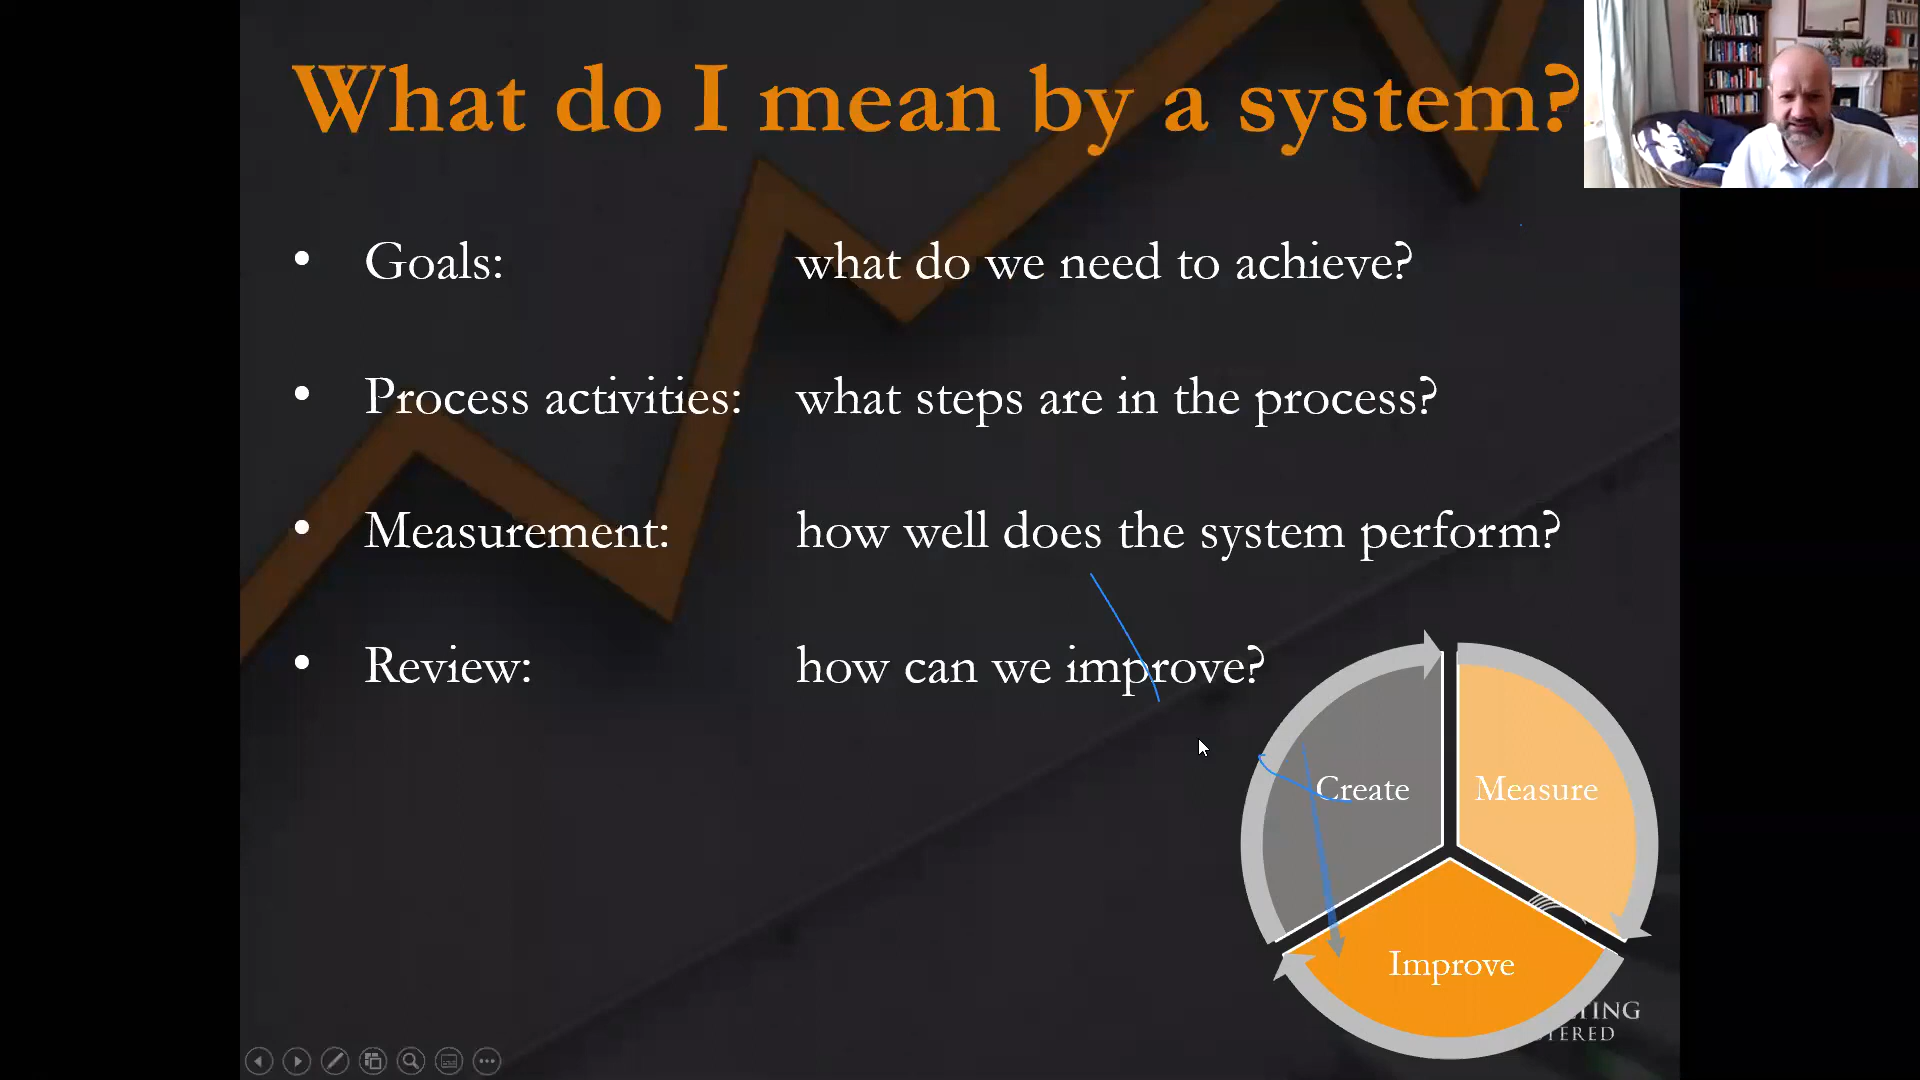 What do I mean by a system?
• Goals: what do we need to achieve?
• Process activities: what steps are in the process?
• Measurement: how well does the system perform?
• Review: how can we improve?
Create
Measure
Improve